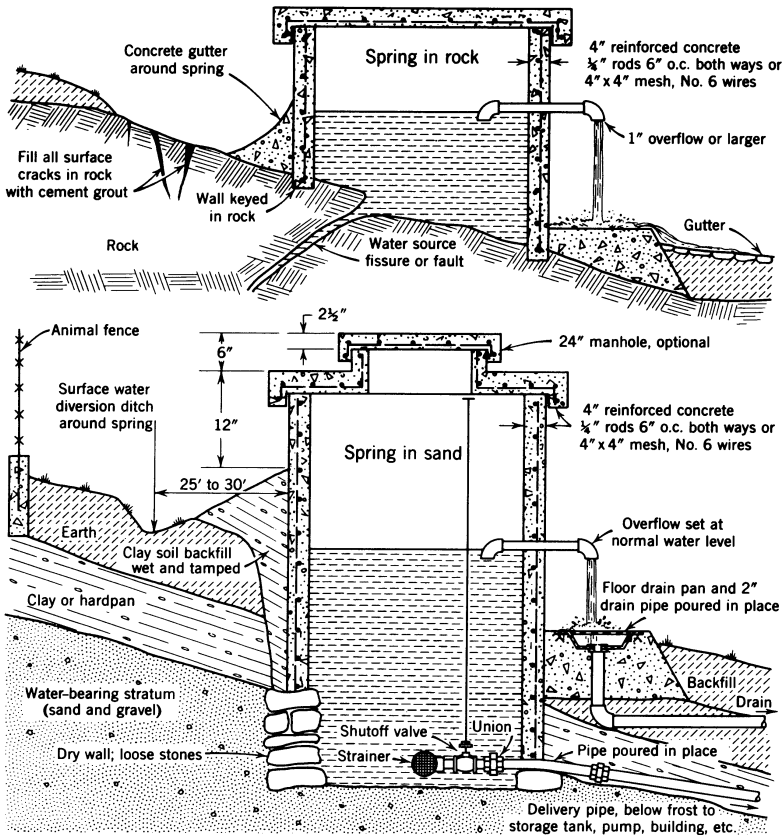 Concrete gutter
around spring
Spring in rock
4″ reinforced concrete
¼″ rods 6″ o.c. both ways or
4″ x 4″ mesh, No. 6 wires
1″ overflow or larger
Fill all surface
cracks in rock
with cement grout
Wall keyed
in rock
Rock
Water source
fissure or fault
Gutter
Animal fence
2½″
6″
24″ manhole, optional
Surface water
diversion ditch
around spring
12″
4″ reinforced concrete
¼″ rods 6″ o.c. both ways or
4″ x 4″ mesh, No. 6 wires
Spring in sand
25′ to 30′
Earth
Clay soil backfill
wet and tamped
Overflow set at
normal water level
Clay or hardpan
Floor drain pan and 2″
drain pipe poured in place
Water-bearing stratum
(sand and gravel)
Backfill
Drain
Shutoff valve
Union
Dry wall; loose stones
Strainer
Pipe poured in place
Delivery pipe, below frost to
storage tank, pump, building, etc.